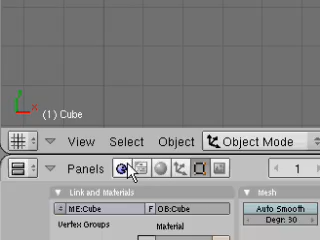 x
(1) Cube
View Select Object Object Mode
Panels 1
Link and Materials Mesh
ME:Cube F OB:Cube Auto Smooth
Degr: 30
Vertex Groups Material